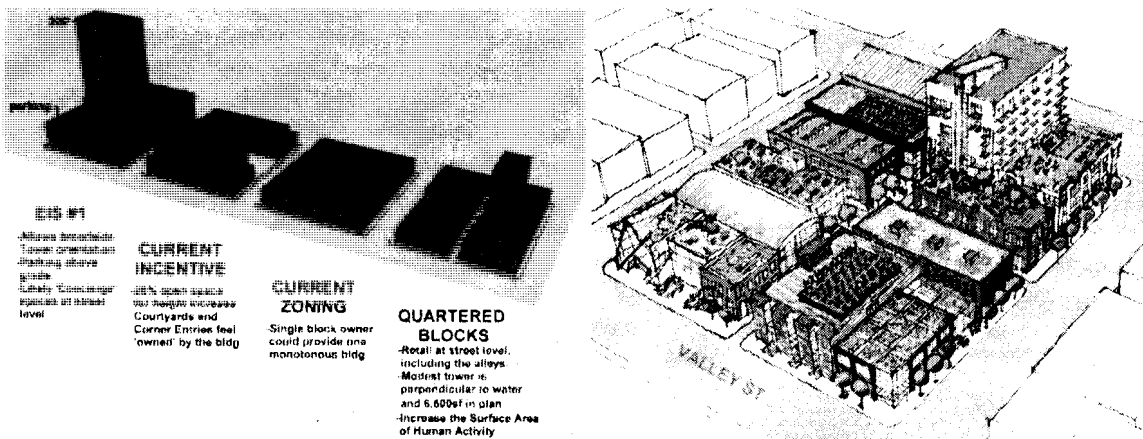 parking
EIS #1
-Allows broadside
Tower orientation
-Parking above
grade
-Likely 'Concierge'
spaces at street
level
CURRENT
INCENTIVE
open space
height increase
Courtyards and
Corner Entries feel
'owned' by the bldg
CURRENT
ZONING
-Single block owner
could provide one
monotonous bldg
QUARTERED
BLOCKS
-Retail at street level,
including the alleys
-Modest tower is
perpendicular to water
and 6,600sf in plan
-Increase the Surface Area
of Human Activity
VALLEY ST